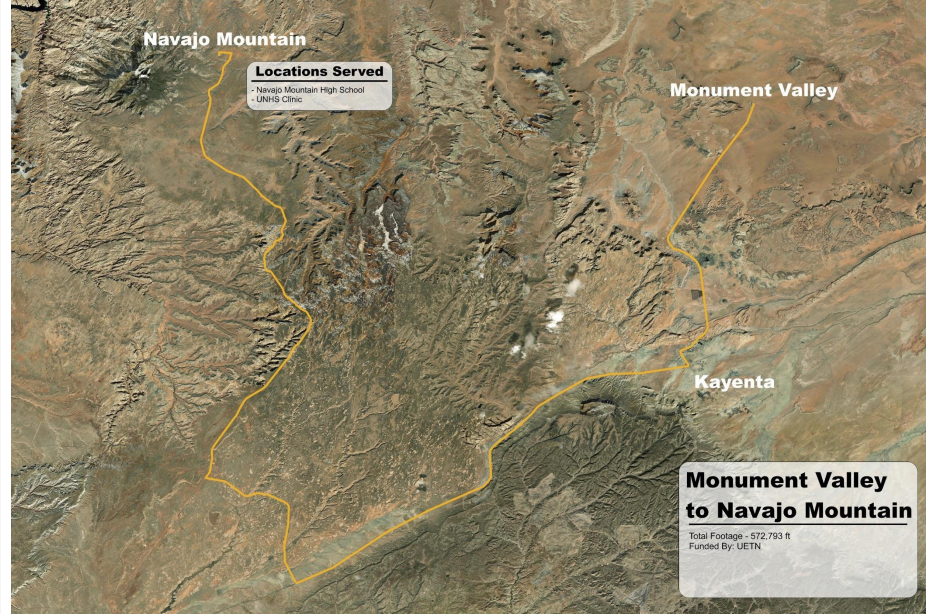 Navajo Mountain
Locations Served
- Navajo Mountain High School
- UNHS Clinic
Monument Valley
Kayenta
Monument Valley
to Navajo Mountain
Total Footage - 572,793 ft
Funded By: UETN